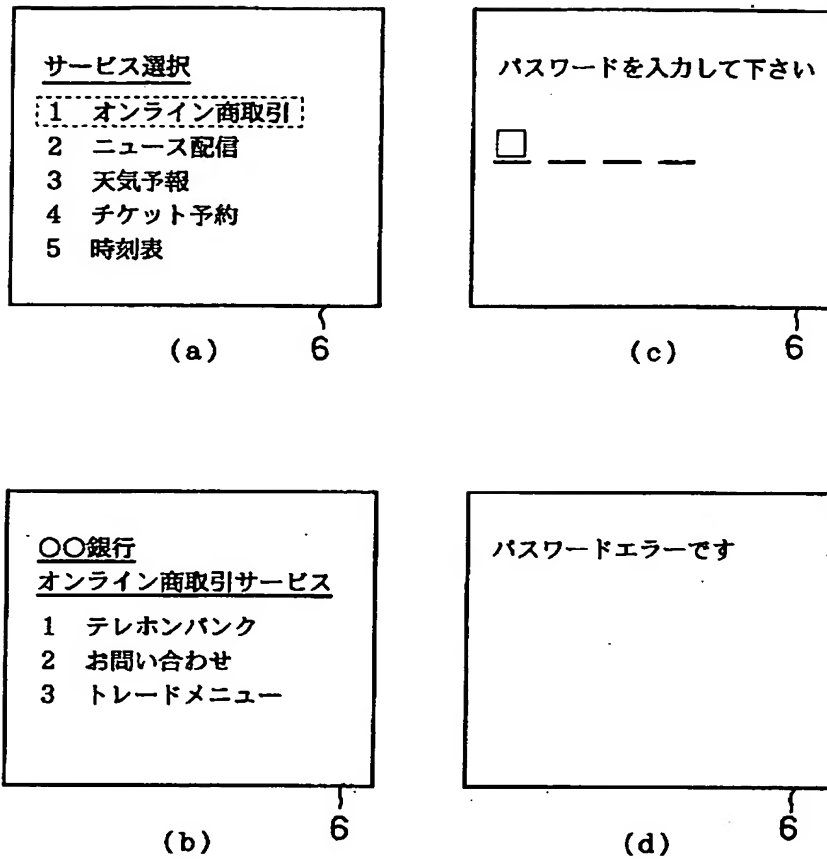 サービス選択
1 オンライン商取引
2 ニュース配信
3 天気予報
4 チケット予約
5 時刻表
6
(a)
パスワードを入力して下さい
6
(c)
〇〇銀行
オンライン商取引サービス
1 テレホンバンク
2 お問い合わせ
3 トレードメニュー
6
(b)
パスワードエラーです
6
(d)